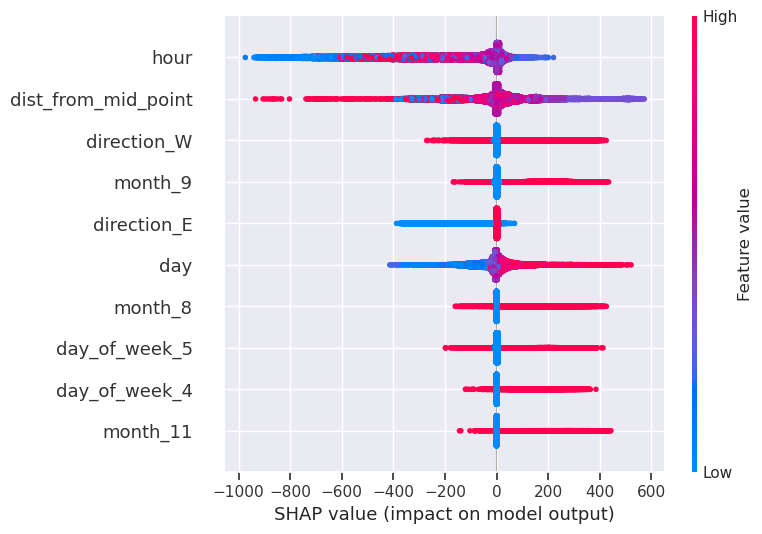 High
hour
dist_from_mid_point
direction_W
month_9
direction_E
day
month_8
day_of_week_5
day_of_week_4
month_11
Feature value
Low
−1000 −800 −600 −400 −200 0 200 400 600
SHAP value (impact on model output)